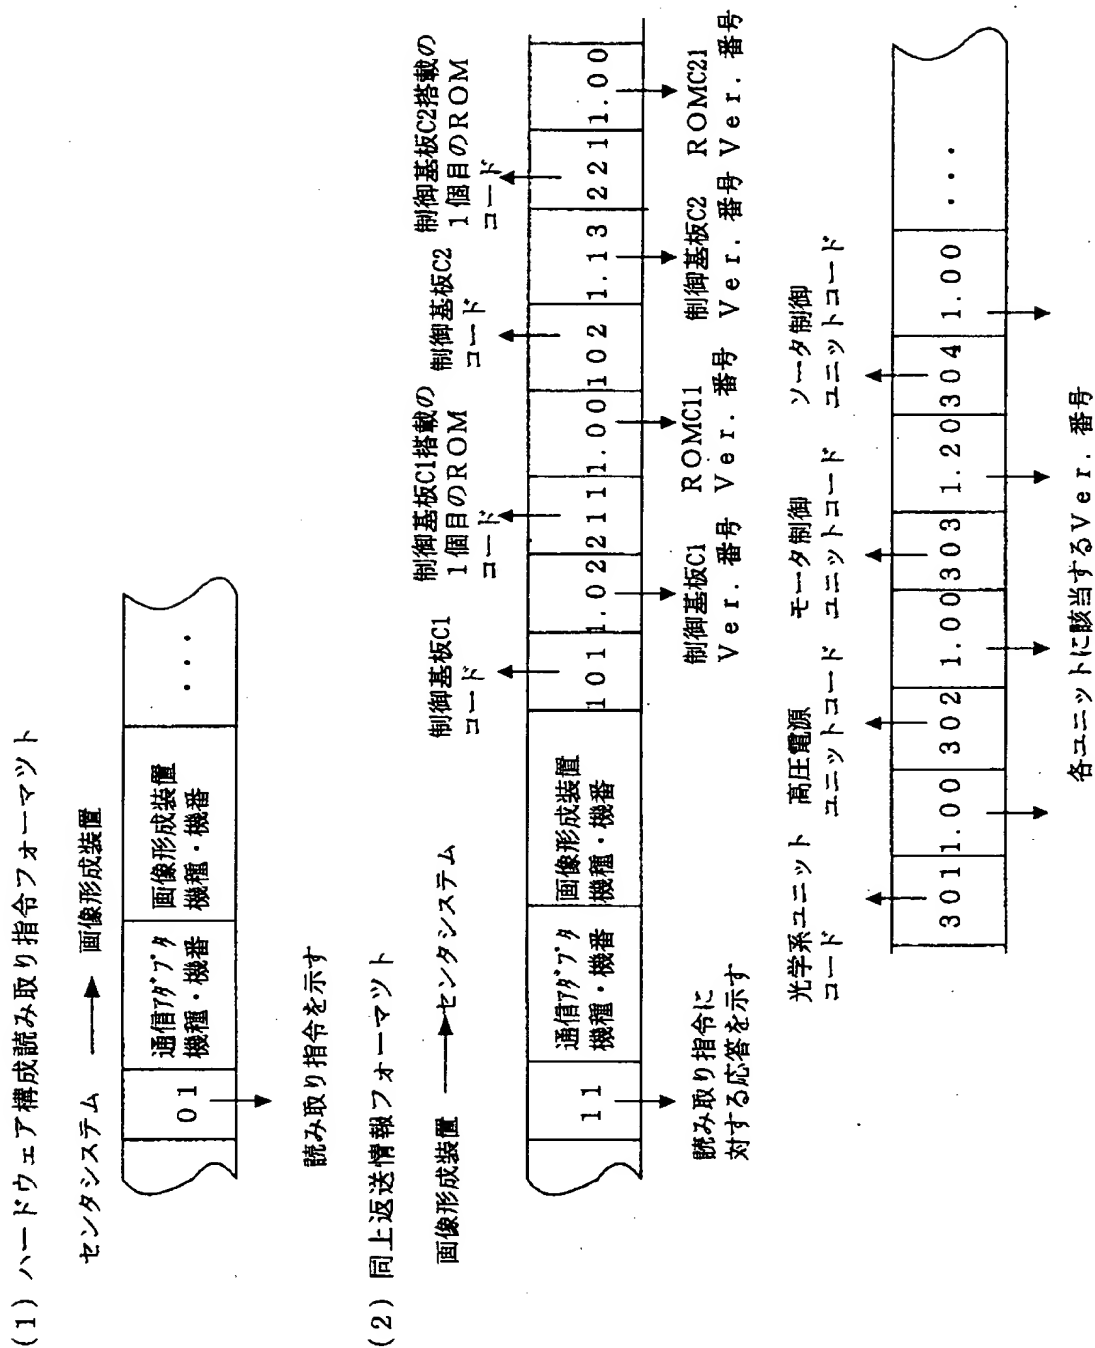 (1) ハードウェア構成読み取り指令フォーマツト
センタシステム ⟶ 画像形成装置
01
通信アダプタ
機種・機番
画像形成装置
機種・機番
・・・
読み取り指令を示す
(2) 同上返送情報フォーマツト
画像形成装置 ⟶ センタシステム
制御基板C1
コード
制御基板C1搭載の
1個目のROM
コード
制御基板C2
コード
制御基板C2搭載の
1個目のROM
コード
11
通信アダプタ
機種・機番
画像形成装置
機種・機番
101
1.02
211
1.00
102
1.13
221
1.00
読み取り指令に
対する応答を示す
制御基板C1
Ver. 番号
ROMC11
Ver. 番号
制御基板C2
Ver. 番号
ROMC21
Ver. 番号
光学系ユニット
コード
高圧電源
ユニットコード
モータ制御
ユニットコード
ソータ制御
ユニットコード
301
1.00
302
1.00
303
1.20
304
1.00
・・・
各ユニットに該当するVer. 番号